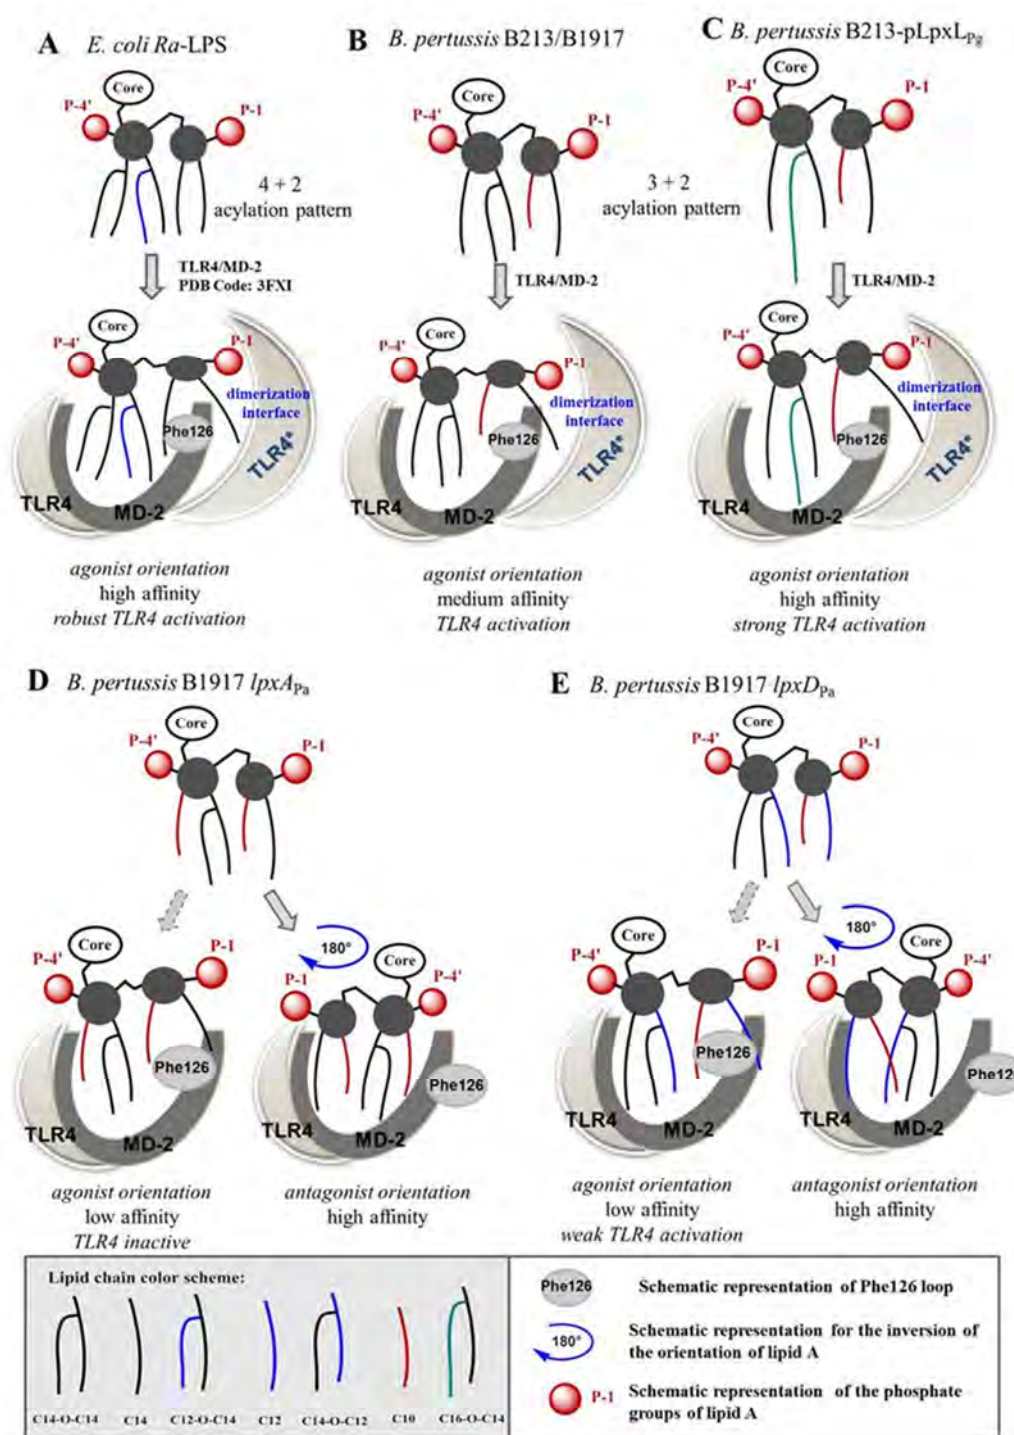 A E. coli Ra-LPS
Core
P-4'
P-1
4 + 2
acylation pattern
TLR4/MD-2
PDB Code: 3FXI
Core
P-4'
P-1
dimerization
interface
Phe126
TLR4*
TLR4
MD-2
agonist orientation
high affinity
robust TLR4 activation
B B. pertussis B213/B1917
Core
P-4'
P-1
3 + 2
acylation pattern
TLR4/MD-2
Core
P-4'
P-1
dimerization
interface
Phe126
TLR4*
TLR4
MD-2
agonist orientation
medium affinity
TLR4 activation
C B. pertussis B213-pLpxLPg
Core
P-4'
P-1
TLR4/MD-2
Core
P-4'
P-1
dimerization
interface
Phe126
TLR4*
TLR4
MD-2
agonist orientation
high affinity
strong TLR4 activation
D B. pertussis B1917 lpxAPa
Core
P-4'
P-1
Core
P-4'
P-1
Phe126
TLR4
MD-2
agonist orientation
low affinity
TLR4 inactive
180°
Core
P-1
P-4'
Phe126
TLR4
MD-2
antagonist orientation
high affinity
E B. pertussis B1917 lpxDPa
Core
P-4'
P-1
Core
P-4'
P-1
Phe126
TLR4
MD-2
agonist orientation
low affinity
weak TLR4 activation
180°
Core
P-1
P-4'
Phe12
TLR4
MD-2
antagonist orientation
high affinity
Lipid chain color scheme:
C14-O-C14 C14 C12-O-C14 C12 C14-O-C12 C10 C16-O-C14
Phe126 Schematic representation of Phe126 loop
180° Schematic representation for the inversion of
the orientation of lipid A
P-1 Schematic representation of the phosphate
groups of lipid A